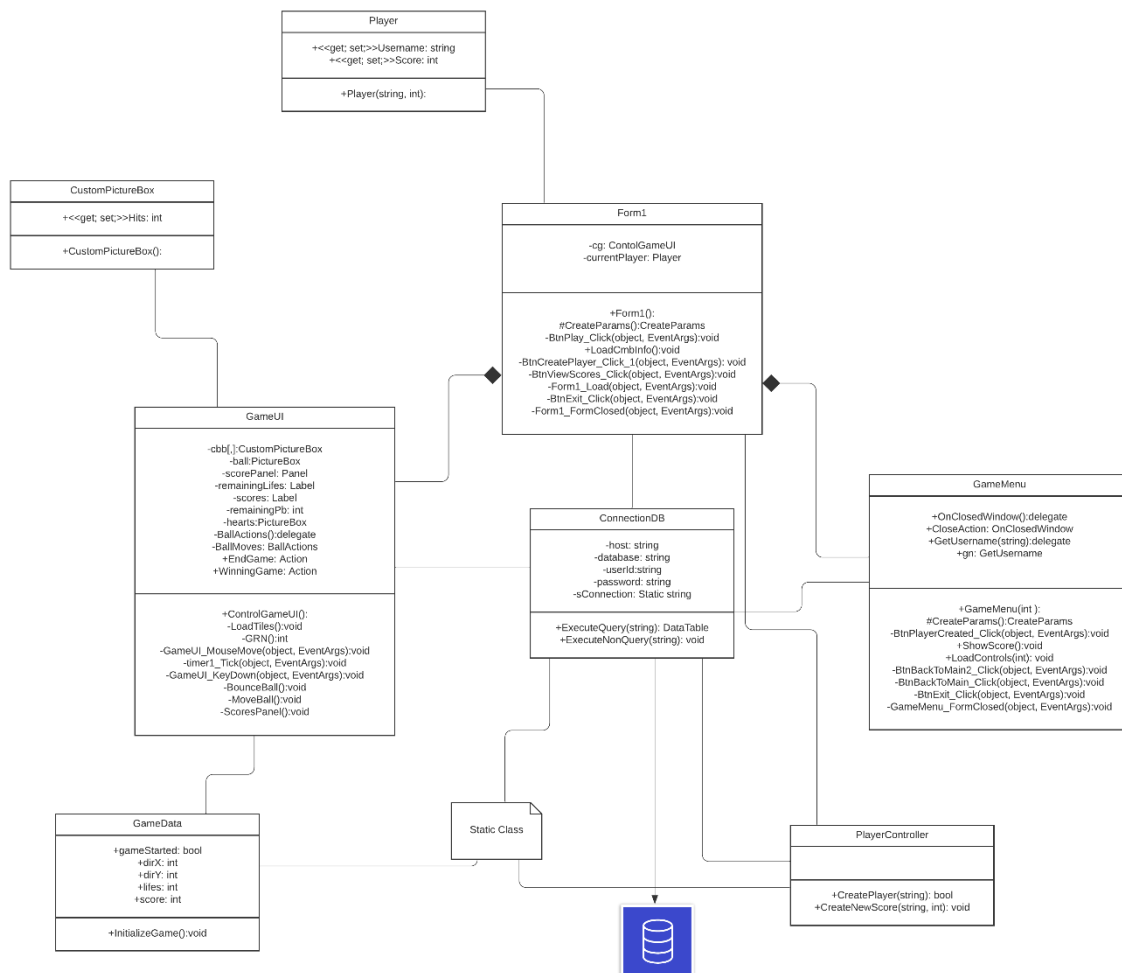 Player
+<<get; set;>>Username: string
+<<get; set;>>Score: int
+Player(string, int):
CustomPictureBox
+<<get; set;>>Hits: int
+CustomPictureBox():
Form1
-cg: ContolGameUI
-currentPlayer: Player
+Form1():
#CreateParams():CreateParams
-BtnPlay_Click(object, EventArgs):void
+LoadCmbInfo():void
-BtnCreatePlayer_Click_1(object, EventArgs): void
-BtnViewScores_Click(object, EventArgs):void
-Form1_Load(object, EventArgs):void
-BtnExit_Click(object, EventArgs):void
-Form1_FormClosed(object, EventArgs):void
GameUI
-cbb[,]:CustomPictureBox
-ball:PictureBox
-scorePanel: Panel
-remainingLifes: Label
-scores: Label
-remainingPb: int
-hearts:PictureBox
-BallActions():delegate
-BallMoves: BallActions
+EndGame: Action
+WinningGame: Action
+ControlGameUI():
-LoadTiles():void
-GRN():int
-GameUI_MouseMove(object, EventArgs):void
-timer1_Tick(object, EventArgs):void
-GameUI_KeyDown(object, EventArgs):void
-BounceBall():void
-MoveBall():void
-ScoresPanel():void
ConnectionDB
-host: string
-database: string
-userId:string
-password: string
-sConnection: Static string
+ExecuteQuery(string): DataTable
+ExecuteNonQuery(string): void
GameMenu
+OnClosedWindow():delegate
+CloseAction: OnClosedWindow
+GetUsername(string):delegate
+gn: GetUsername
+GameMenu(int ):
#CreateParams():CreateParams
-BtnPlayerCreated_Click(object, EventArgs):void
+ShowScore():void
+LoadControls(int): void
-BtnBackToMain2_Click(object, EventArgs):void
-BtnBackToMain_Click(object, EventArgs):void
-BtnExit_Click(object, EventArgs):void
-GameMenu_FormClosed(object, EventArgs):void
GameData
+gameStarted: bool
+dirX: int
+dirY: int
+lifes: int
+score: int
+InitializeGame():void
Static Class
PlayerController
+CreatePlayer(string): bool
+CreateNewScore(string, int): void